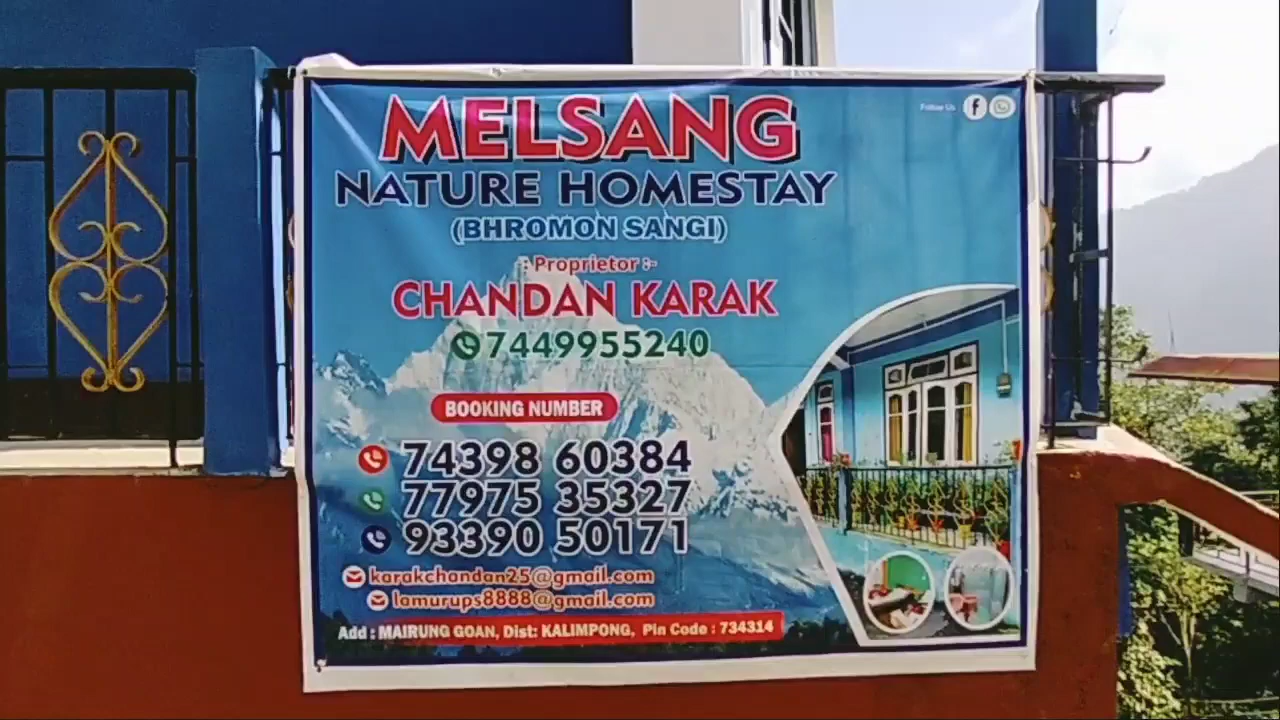 Follow Us
MELSANG
NATURE HOMESTAY
(BHROMON SANGI)
: Proprietor :-
CHANDAN KARAK
7449955240
BOOKING NUMBER
74398 60384
77975 35327
93390 50171
karakchandan25@gmail.com
lamurups8888@gmail.com
Add : MAIRUNG GOAN, Dist: KALIMPONG, Pin Code : 734314